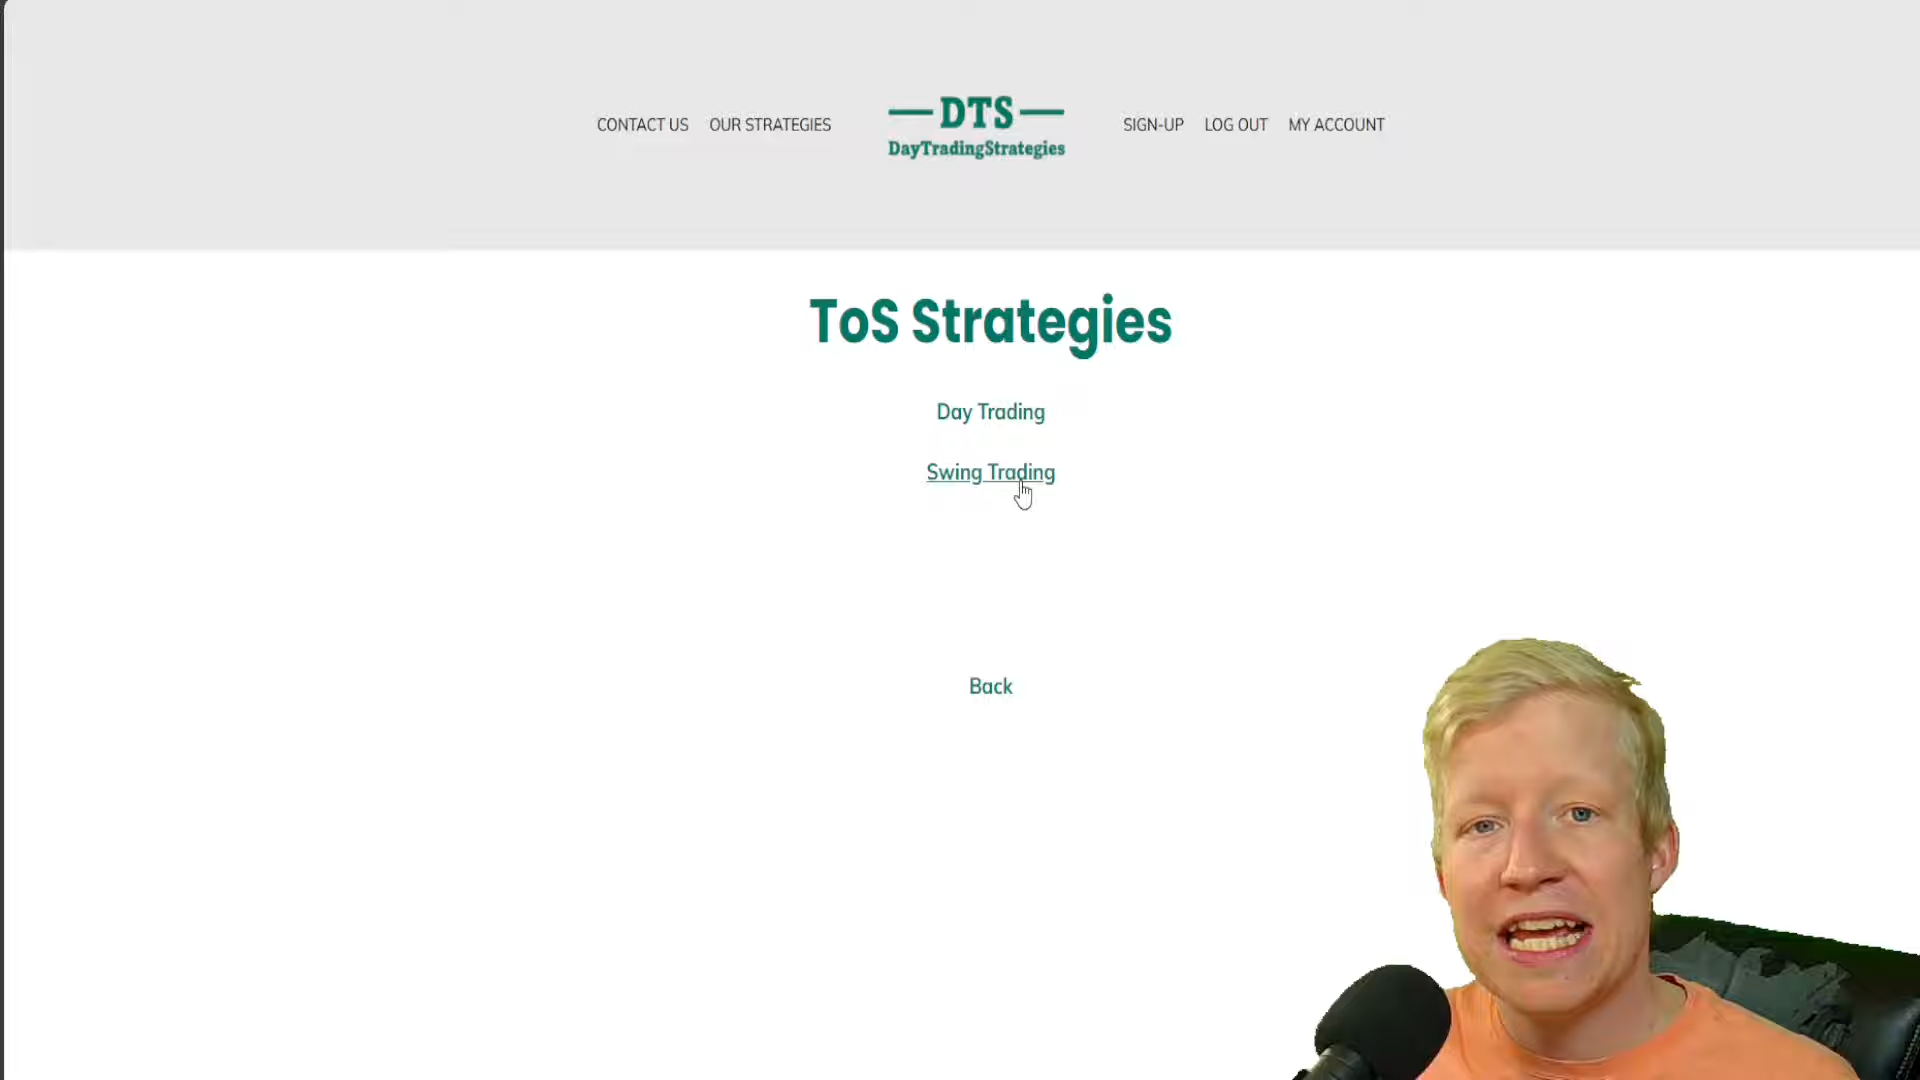 CONTACT US OUR STRATEGIES
DTS
DayTradingStrategies
SIGN-UP LOG OUT MY ACCOUNT
ToS Strategies
Day Trading
Swing Trading
Back